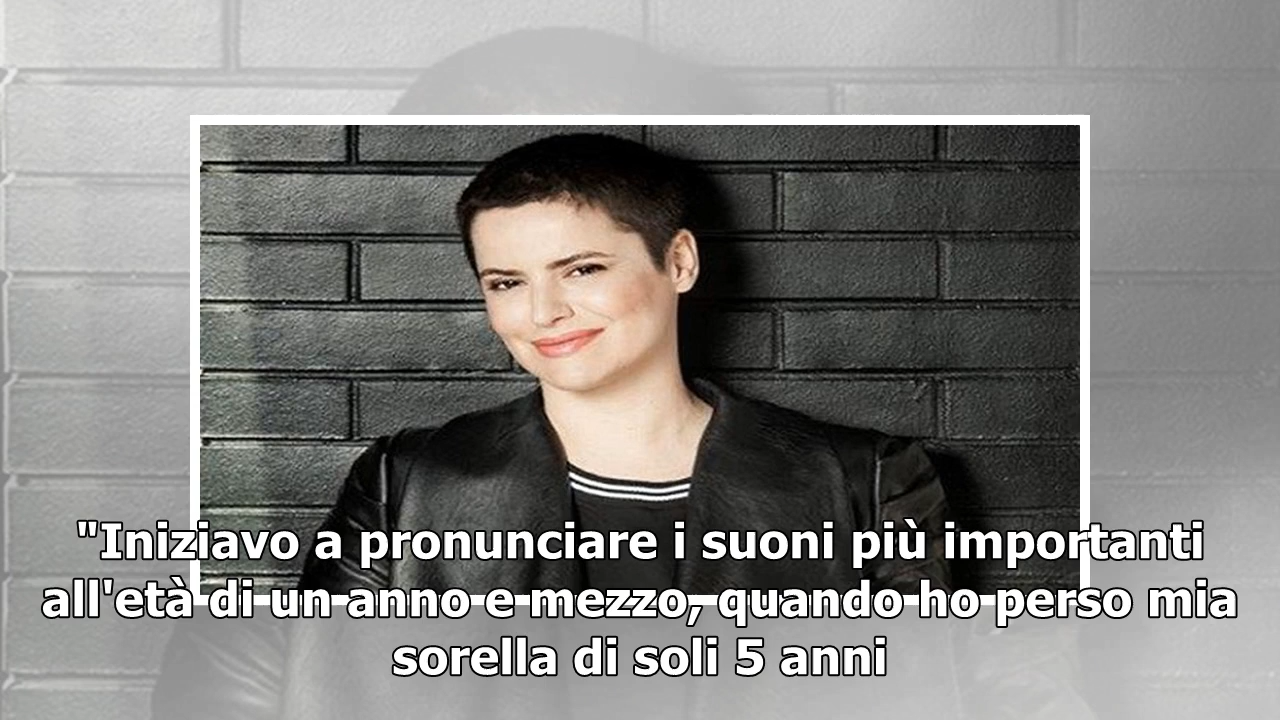 "Iniziavo a pronunciare i suoni più importanti
all'età di un anno e mezzo, quando ho perso mia
sorella di soli 5 anni